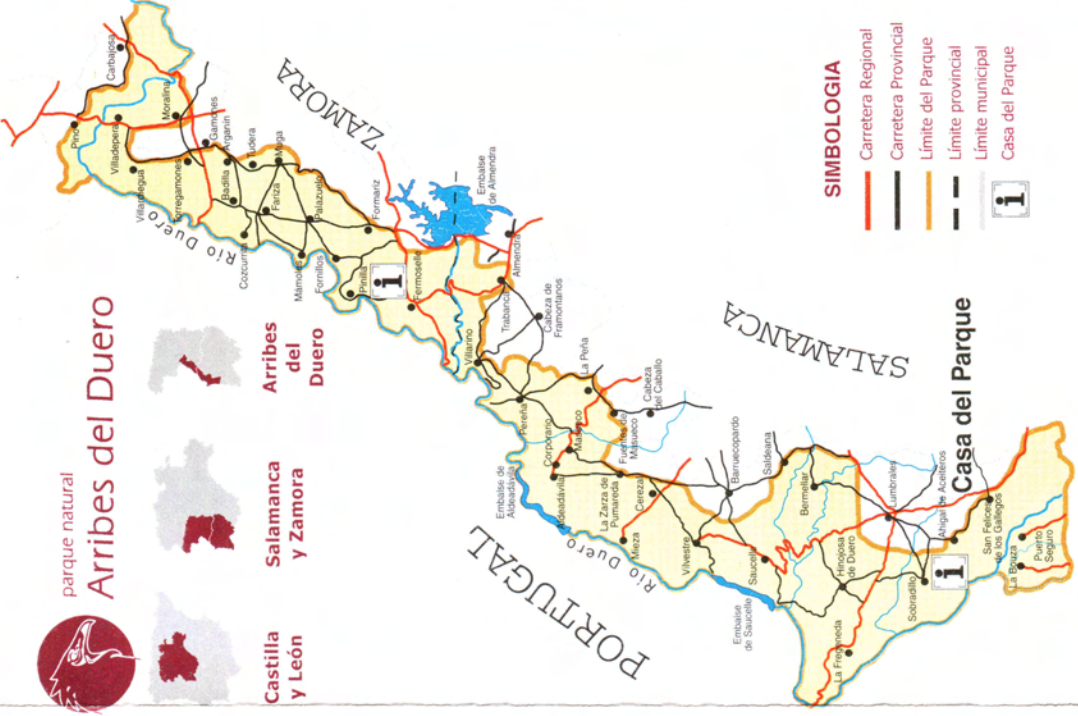 parque natural
Arribes del Duero
Castilla
y León
Salamanca
y Zamora
Arribes
del
Duero
SIMBOLOGIA
Carretera Regional
Carretera Provincial
Límite del Parque
Límite provincial
Límite municipal
i
Casa del Parque
ZAMORA
SALAMANCA
PORTUGAL
Río Duero
Río Duero
Carbajosa
Pino
Villadepera
Moralina
Villardiegua
Torregamones
Gamones
Arganin
Badilla
Tudera
Cozcurrita
Fariza
Muga
Palazuelo
Mámoles
Fornillos
Formariz
Pinilla
i
Fermoselle
Embalse
de Almendra
Almendra
Trabanca
Cabeza de
Framontanos
Villarino
Pereña
La Peña
Cabeza
del Caballo
Corporario
Masueco
Fuentes de
Masueco
Embalse de
Aldeadávila
Aldeadávila
La Zarza de
Pumareda
Cerezal
Mieza
Barruecopardo
Saldeana
Vilvestre
Saucelle
Embalse
de Saucelle
Bermellar
Lumbrales
Hinojosa
de Duero
Ahigal de Aceiteros
Sobradillo
La Fregeneda
San Felices
de los Gallegos
Casa del Parque
i
La Bouza
Puerto
Seguro